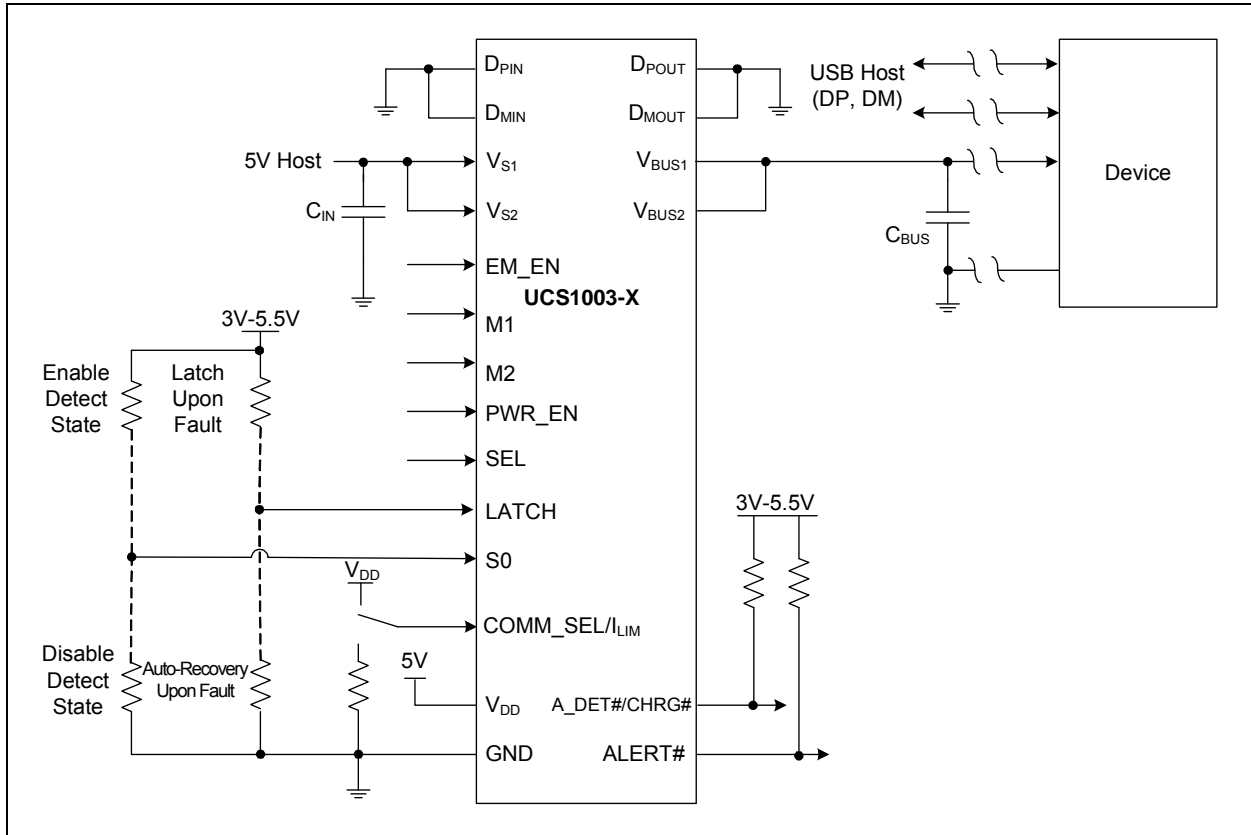 DPIN
DPOUT
USB Host
(DP, DM)
DMIN
DMOUT
5V Host
VS1
VBUS1
Device
CIN
VS2
VBUS2
CBUS
EM_EN
UCS1003-X
3V-5.5V
M1
Enable
Detect
State
Latch
Upon
Fault
M2
PWR_EN
SEL
LATCH
3V-5.5V
S0
VDD
COMM_SEL/ILIM
Disable
Detect
State
Auto-Recovery
Upon Fault
5V
VDD
A_DET#/CHRG#
GND
ALERT#